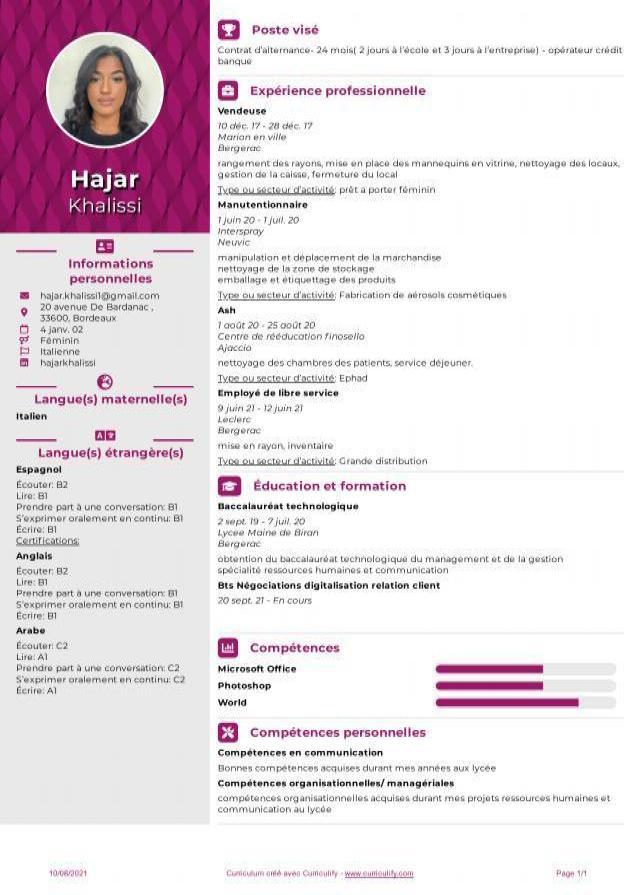 Hajar
Khalissi
Informations
personnelles
hajar.khalissi1@gmail.com
20 avenue De Bardanac ,
33600, Bordeaux
4 janv. 02
Féminin
Italienne
hajarkhalissi
Langue(s) maternelle(s)
Italien
Langue(s) étrangère(s)
Espagnol
Écouter: B2
Lire: B1
Prendre part à une conversation: B1
S'exprimer oralement en continu: B1
Écrire: B1
Certifications:
Anglais
Écouter: B2
Lire: B1
Prendre part à une conversation: B1
S'exprimer oralement en continu: B1
Écrire: B1
Arabe
Écouter: C2
Lire: A1
Prendre part à une conversation: C2
S'exprimer oralement en continu: C2
Écrire: A1
Poste visé
Contrat d'alternance- 24 mois( 2 jours à l'école et 3 jours à l'entreprise) - opérateur crédit
banque
Expérience professionnelle
Vendeuse
10 déc. 17 - 28 déc. 17
Marion en ville
Bergerac
rangement des rayons, mise en place des mannequins en vitrine, nettoyage des locaux,
gestion de la caisse, fermeture du local
Type ou secteur d'activité: prêt a porter féminin
Manutentionnaire
1 juin 20 - 1 juil. 20
Interspray
Neuvic
manipulation et déplacement de la marchandise
nettoyage de la zone de stockage
emballage et étiquettage des produits
Type ou secteur d'activité: Fabrication de aérosols cosmétiques
Ash
1 août 20 - 25 août 20
Centre de rééducation finosello
Ajaccio
nettoyage des chambres des patients, service déjeuner.
Type ou secteur d'activité: Ephad
Employé de libre service
9 juin 21 - 12 juin 21
Leclerc
Bergerac
mise en rayon, inventaire
Type ou secteur d'activité: Grande distribution
Éducation et formation
Baccalauréat technologique
2 sept. 19 - 7 juil. 20
Lycee Maine de Biran
Bergerac
obtention du baccalauréat technologique du management et de la gestion
spécialité ressources humaines et communication
Bts Négociations digitalisation relation client
20 sept. 21 - En cours
Compétences
Microsoft Office
Photoshop
World
Compétences personnelles
Compétences en communication
Bonnes compétences acquises durant mes années aux lycée
Compétences organisationnelles/ managériales
compétences organisationnelles acquises durant mes projets ressources humaines et
communication au lycée
10/08/2021
Curriculum créé avec Curriculify - www.curriculify.com
Page 1/1